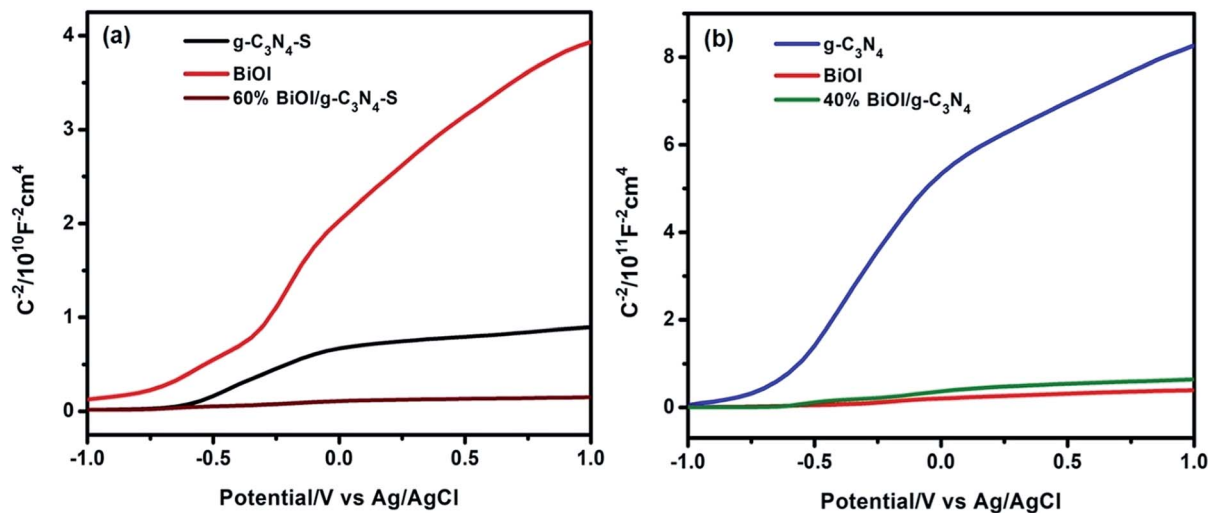 (a)
g-C₃N₄-S
BiOI
60% BiOI/g-C₃N₄-S
4
3
2
1
0
C⁻²/10¹⁰F⁻²cm⁴
-1.0 -0.5 0.0 0.5 1.0
Potential/V vs Ag/AgCl
(b)
g-C₃N₄
BiOI
40% BiOI/g-C₃N₄
8
6
4
2
0
C⁻²/10¹¹F⁻²cm⁴
-1.0 -0.5 0.0 0.5 1.0
Potential/V vs Ag/AgCl